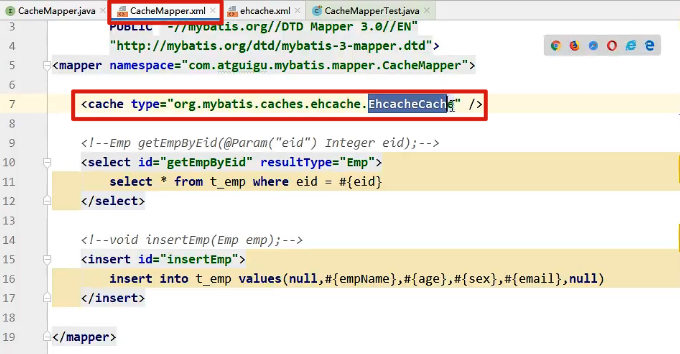 CacheMapper.java × CacheMapper.xml × ehcache.xml × CacheMapperTest.java ×
3 PUBLIC "-//mybatis.org//DTD Mapper 3.0//EN"
4 "http://mybatis.org/dtd/mybatis-3-mapper.dtd">
5 <mapper namespace="com.atguigu.mybatis.mapper.CacheMapper">
6
7 <cache type="org.mybatis.caches.ehcache.EhcacheCache" />
8
9 <!--Emp getEmpByEid(@Param("eid") Integer eid);-->
10 <select id="getEmpByEid" resultType="Emp">
11 select * from t_emp where eid = #{eid}
12 </select>
13
14 <!--void insertEmp(Emp emp);-->
15 <insert id="insertEmp">
16 insert into t_emp values(null,#{empName},#{age},#{sex},#{email},null)
17 </insert>
18
19 </mapper>